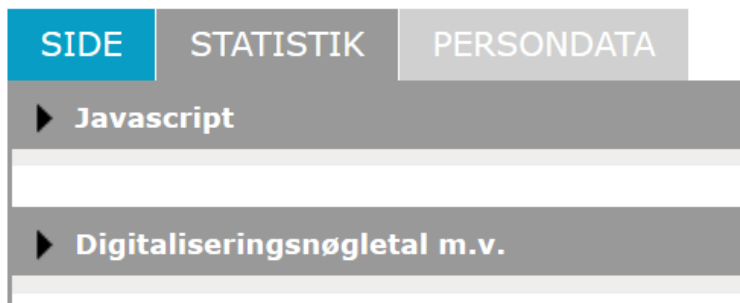 SIDE STATISTIK PERSONDATA
Javascript
Digitaliseringsnøgletal m.v.